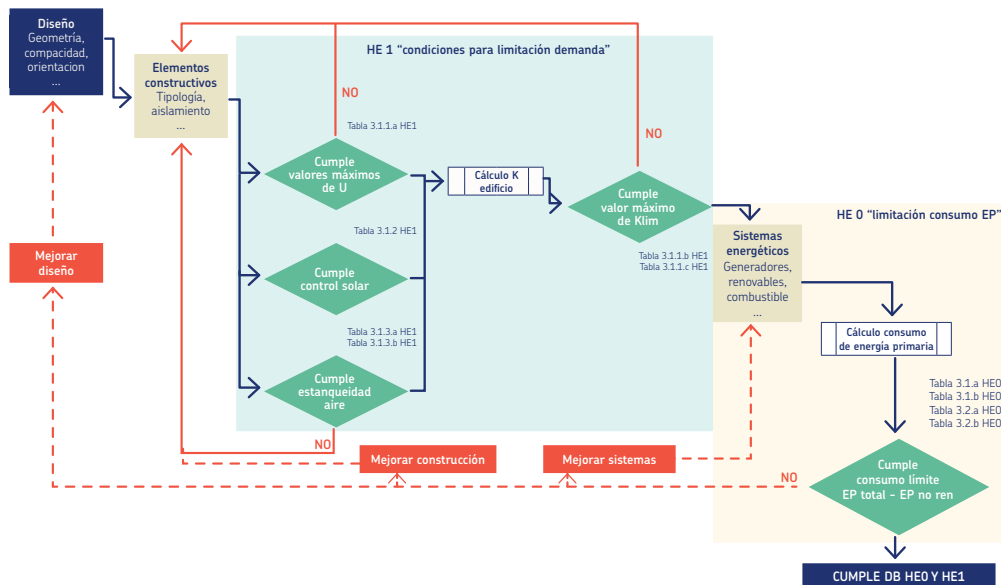 Diseño
Geometría,
compacidad,
orientacion
...
Elementos
constructivos
Tipología,
aislamiento
...
HE 1 “condiciones para limitación demanda”
NO
Tabla 3.1.1.a HE1
Cumple
valores máximos
de U
Tabla 3.1.2 HE1
Cumple
control solar
Tabla 3.1.3.a HE1
Tabla 3.1.3.b HE1
Cumple
estanqueidad
aire
NO
Cálculo K
edificio
NO
Cumple
valor máximo
de Klim
Tabla 3.1.1.b HE1
Tabla 3.1.1.c HE1
HE 0 “limitación consumo EP”
Sistemas
energéticos
Generadores,
renovables,
combustible
...
Cálculo consumo
de energía primaria
Tabla 3.1.a HE0
Tabla 3.1.b HE0
Tabla 3.2.a HE0
Tabla 3.2.b HE0
Cumple
consumo límite
EP total - EP no ren
NO
Mejorar
diseño
Mejorar construcción
Mejorar sistemas
CUMPLE DB HE0 Y HE1